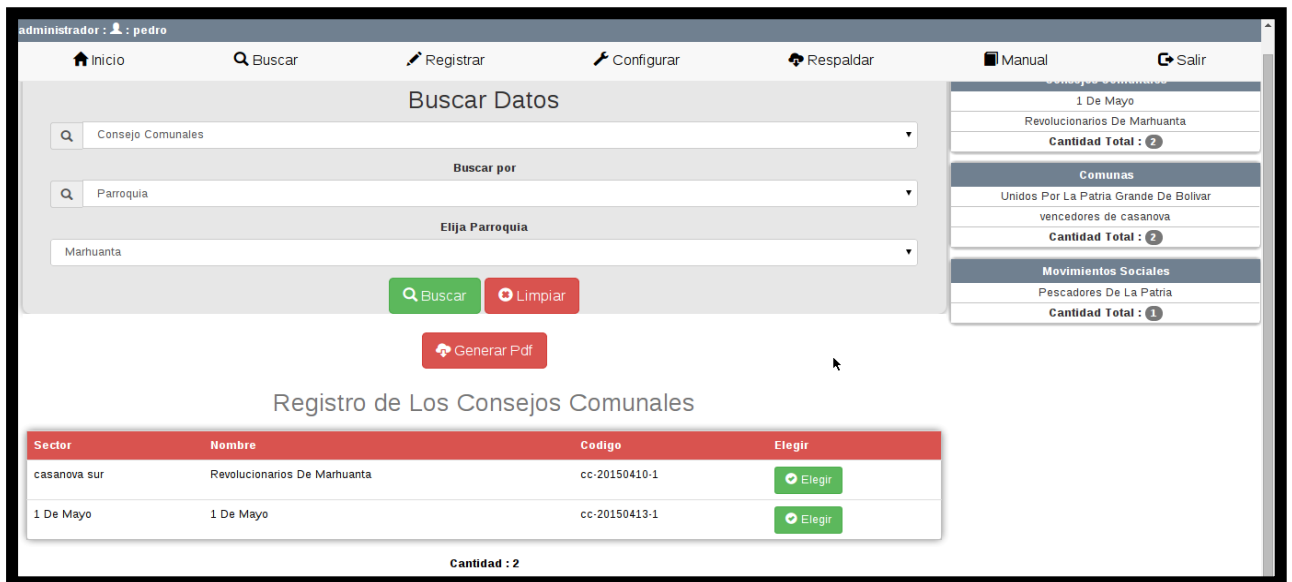 administrador : : pedro
Inicio Buscar Registrar Configurar Respaldar Manual Salir
Buscar Datos
Consejo Comunales
Buscar por
Parroquia
Elija Parroquia
Marhuanta
Buscar Limpiar
Generar Pdf
Registro de Los Consejos Comunales
Sector Nombre Codigo Elegir
casanova sur Revolucionarios De Marhuanta cc-20150410-1 Elegir
1 De Mayo 1 De Mayo cc-20150413-1 Elegir
Cantidad : 2
Consejos Comunales
1 De Mayo
Revolucionarios De Marhuanta
Cantidad Total : 2
Comunas
Unidos Por La Patria Grande De Bolivar
vencedores de casanova
Cantidad Total : 2
Movimientos Sociales
Pescadores De La Patria
Cantidad Total : 1